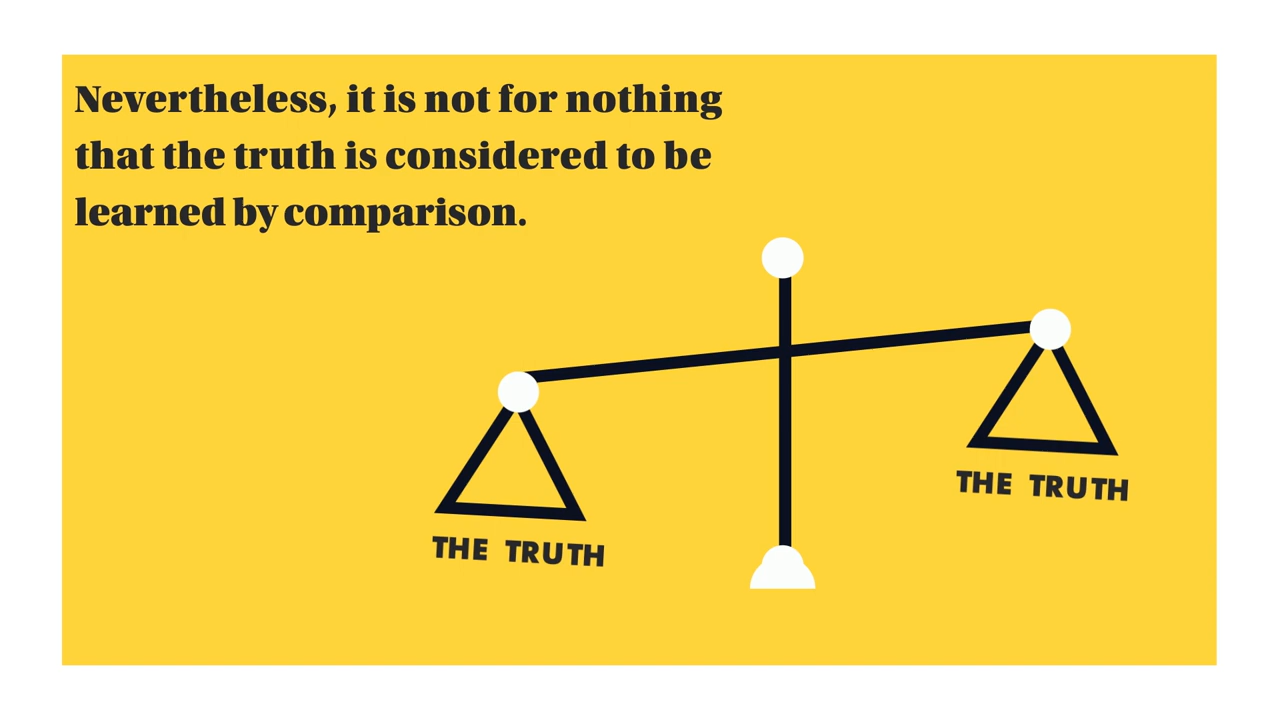 Nevertheless, it is not for nothing
that the truth is considered to be
learned by comparison.
THE TRUTH
THE TRUTH